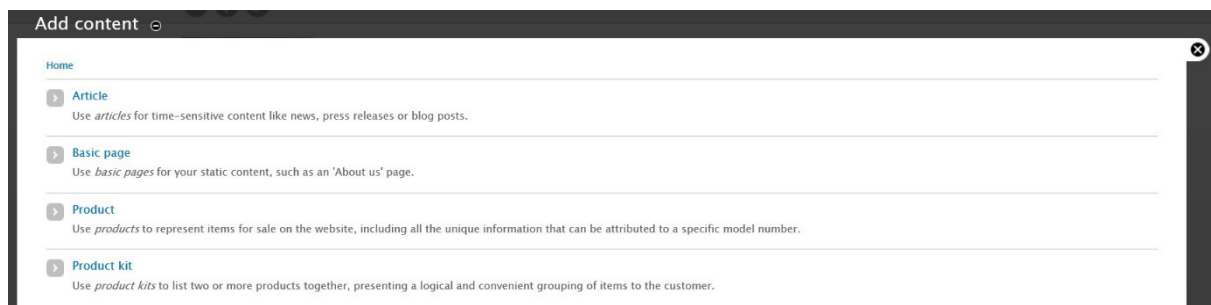 Add content
Home
Article
Use articles for time-sensitive content like news, press releases or blog posts.
Basic page
Use basic pages for your static content, such as an 'About us' page.
Product
Use products to represent items for sale on the website, including all the unique information that can be attributed to a specific model number.
Product kit
Use product kits to list two or more products together, presenting a logical and convenient grouping of items to the customer.